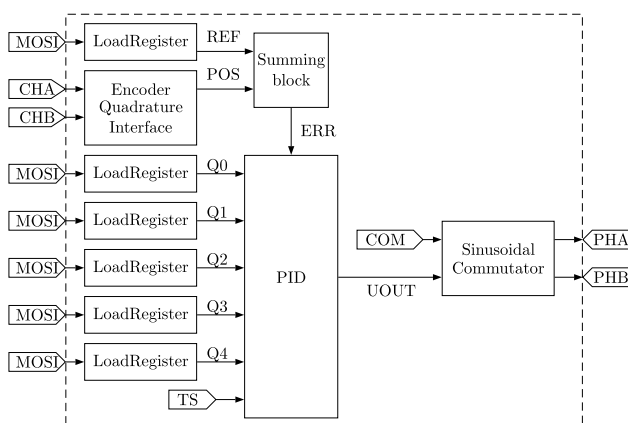 MOSI
LoadRegister
REF
Summing
block
CHA
CHB
Encoder
Quadrature
Interface
POS
ERR
MOSI
LoadRegister
Q0
MOSI
LoadRegister
Q1
MOSI
LoadRegister
Q2
MOSI
LoadRegister
Q3
MOSI
LoadRegister
Q4
TS
PID
UOUT
COM
Sinusoidal
Commutator
PHA
PHB